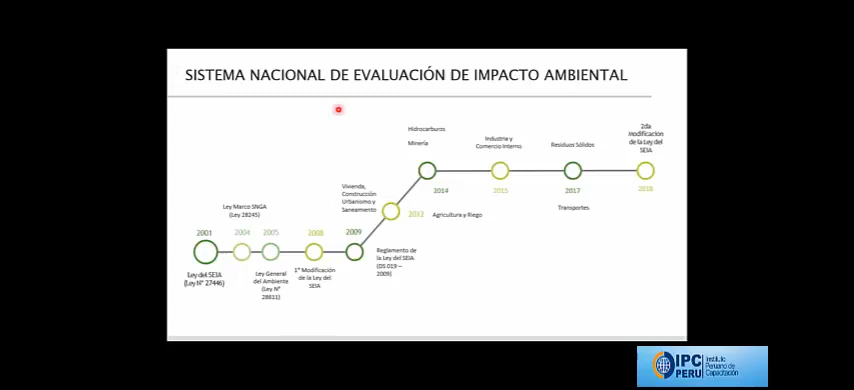 SISTEMA NACIONAL DE EVALUACIÓN DE IMPACTO AMBIENTAL
2001
Ley del SEIA
(Ley N° 27446)
Ley Marco SNGA
(Ley 28245)
2004
2005
Ley General
del Ambiente
(Ley N°
28611)
2008
1° Modificación
de la Ley del
SEIA
2009
Reglamento de
la Ley del SEIA
(DS 019 –
2009)
Vivienda,
Construcción
Urbanismo y
Saneamiento
2012
Agricultura y Riego
Hidrocarburos
Minería
2014
Industria y
Comercio Interno
2015
Residuos Sólidos
2017
Transportes
2da
Modificación
de la Ley del
SEIA
2018
IPC
PERU
Instituto
Peruano de
Capacitación